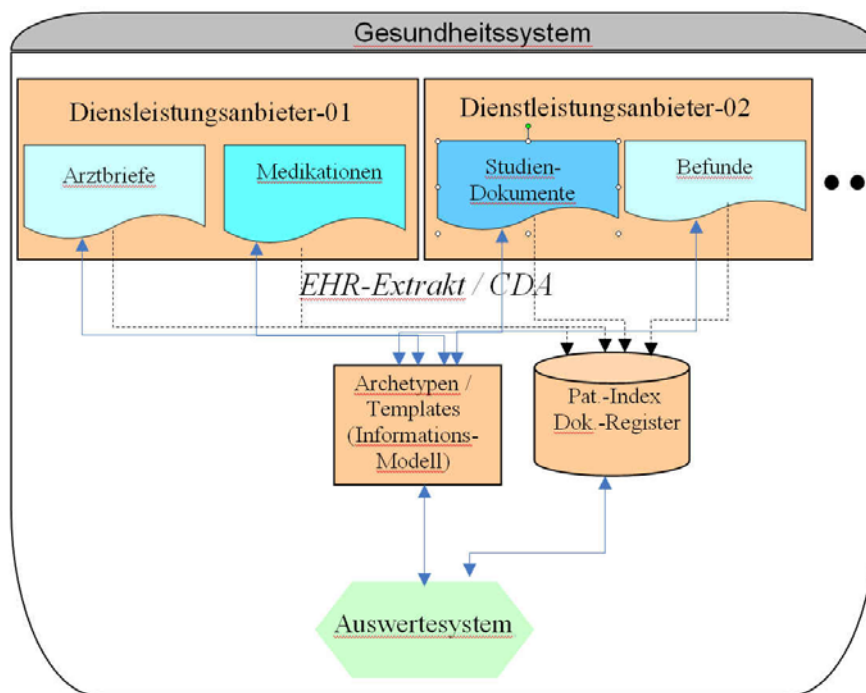 Gesundheitssystem
Diensleistungsanbieter-01
Dienstleistungsanbieter-02
Arztbriefe
Medikationen
Studien-
Dokumente
Befunde
EHR-Extrakt / CDA
Archetypen /
Templates
(Informations-
Modell)
Pat.-Index
Dok.-Register
Auswertesystem